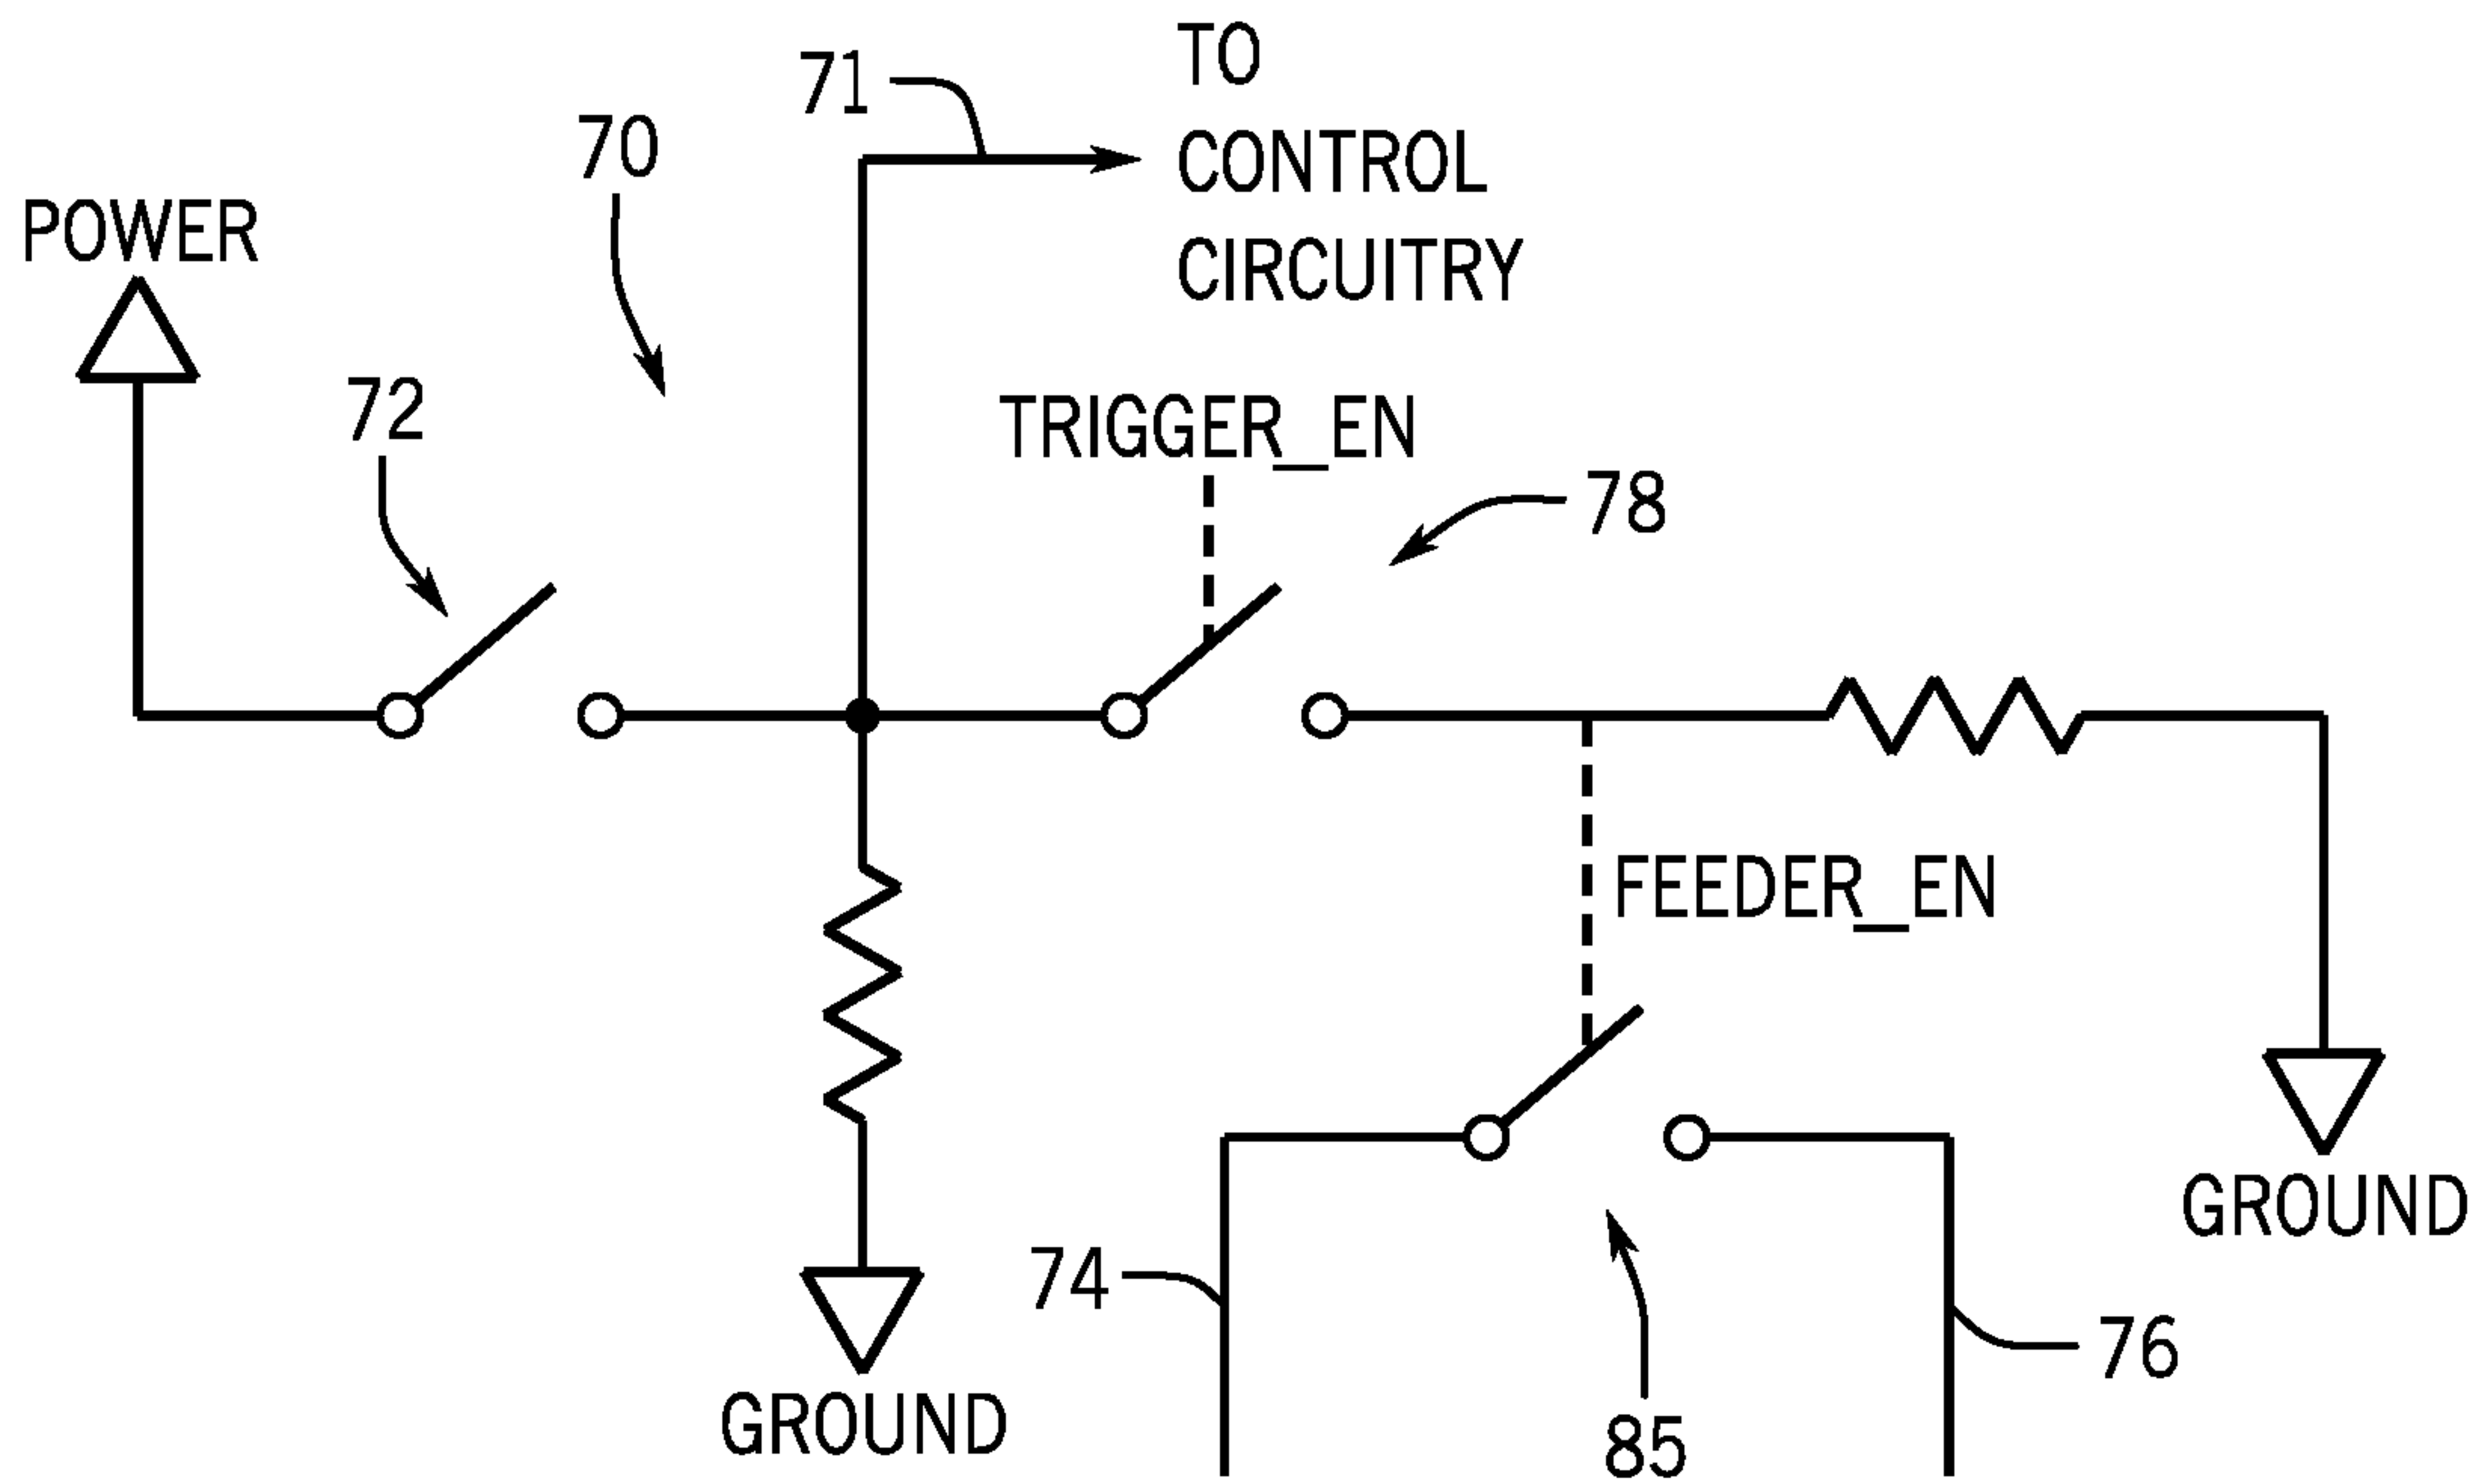 71
TO
CONTROL
CIRCUITRY
70
POWER
72
TRIGGER_EN
78
FEEDER_EN
GROUND
74
76
GROUND
85